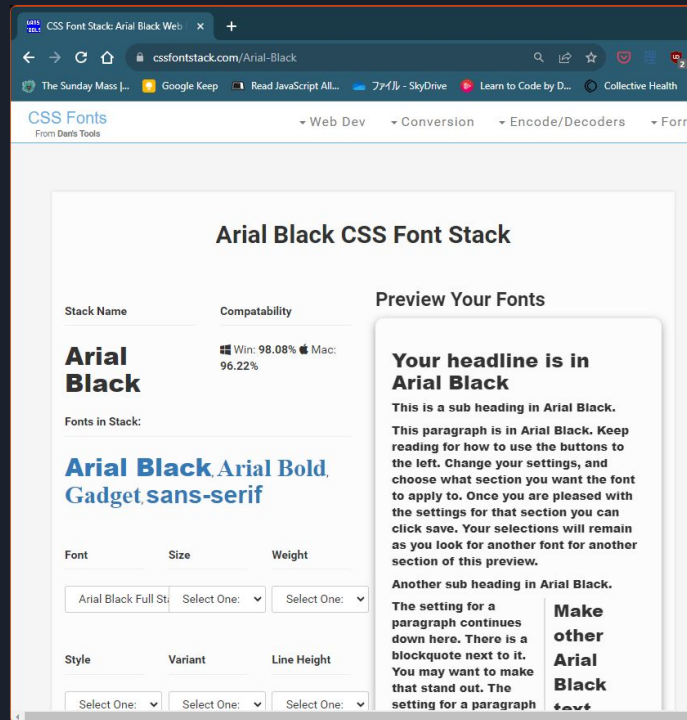 CSS Font Stack: Arial Black Web
cssfontstack.com/Arial-Black
The Sunday Mass |... Google Keep Read JavaScript All... ファイル - SkyDrive Learn to Code by D... Collective Health
CSS Fonts
From Dan's Tools
Web Dev Conversion Encode/Decoders Forr
Arial Black CSS Font Stack
Stack Name Compatability
Arial
Black
Win: 98.08% Mac:
96.22%
Fonts in Stack:
Arial Black, Arial Bold,
Gadget, sans-serif
Font Size Weight
Arial Black Full Sta Select One: Select One:
Style Variant Line Height
Select One: Select One: Select One:
Preview Your Fonts
Your headline is in
Arial Black
This is a sub heading in Arial Black.
This paragraph is in Arial Black. Keep
reading for how to use the buttons to
the left. Change your settings, and
choose what section you want the font
to apply to. Once you are pleased with
the settings for that section you can
click save. Your selections will remain
as you look for another font for another
section of this preview.
Another sub heading in Arial Black.
The setting for a
paragraph continues
down here. There is a
blockquote next to it.
You may want to make
that stand out. The
setting for a paragraph
Make
other
Arial
Black
text